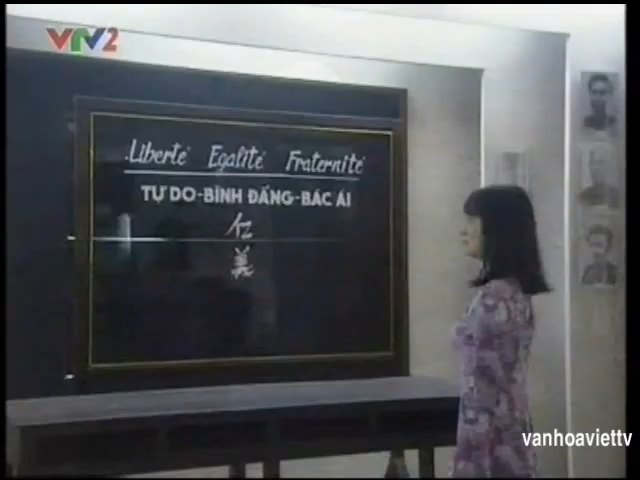 VTV2
Liberté Egalité Fraternité
TỰ DO-BÌNH ĐẲNG-BÁC ÁI
仁
義
vanhoaviettv